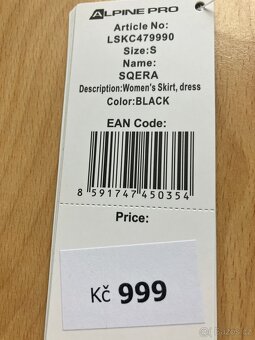 ALPINE PRO
Article No:
LSKC479990
Size:S
Name:
SQERA
Description:Women's Skirt, dress
Color:BLACK
EAN Code:
8 591747 450354
Price:
Kč 999